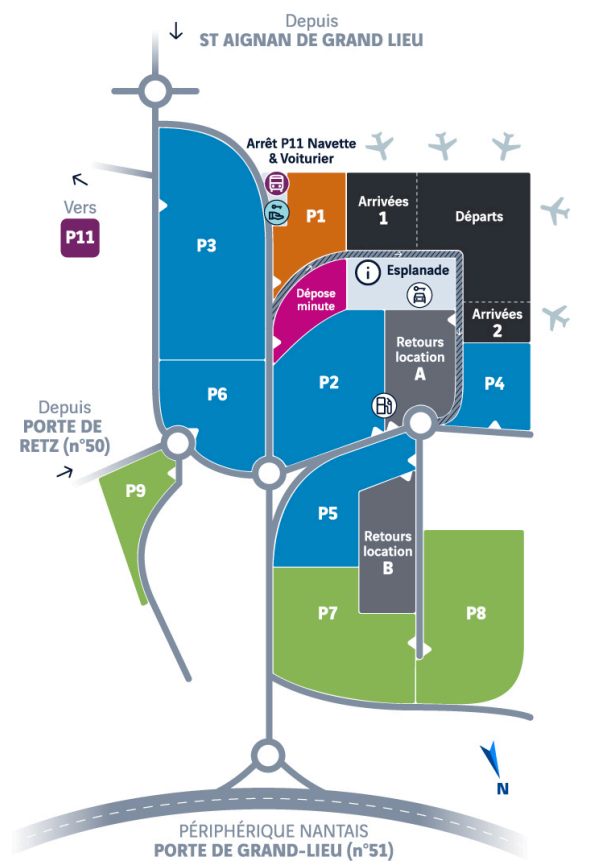 Depuis
ST AIGNAN DE GRAND LIEU
Arrêt P11 Navette
& Voiturier
Vers
P11
P3
P1
Arrivées
1
Départs
Esplanade
Dépose
minute
Arrivées
2
Retours
location
A
P2
P4
P6
Depuis
PORTE DE
RETZ (n°50)
P9
P5
Retours
location
B
P7
P8
N
PÉRIPHÉRIQUE NANTAIS
PORTE DE GRAND-LIEU (n°51)